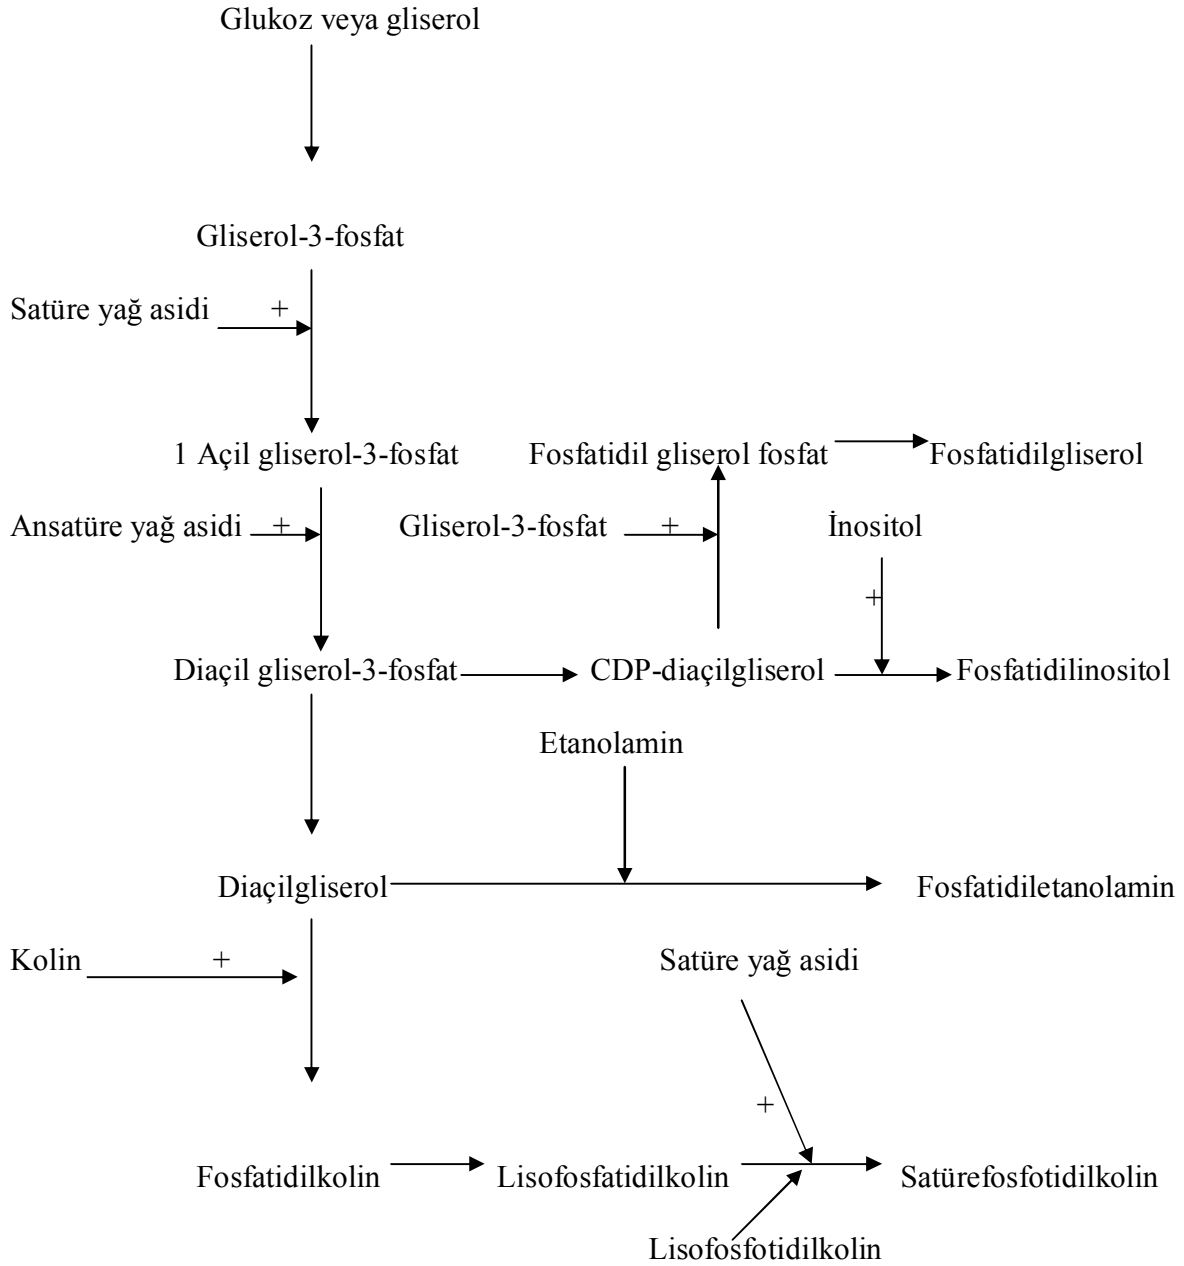 Glukoz veya gliserol
Gliserol-3-fosfat
Satüre yağ asidi +
1 Açil gliserol-3-fosfat Fosfatidil gliserol fosfat Fosfatidilgliserol
Ansatüre yağ asidi + Gliserol-3-fosfat + İnositol
+
Diaçil gliserol-3-fosfat CDP-diaçilgliserol Fosfatidilinositol
Etanolamin
Diaçilgliserol Fosfatidiletanolamin
Kolin + Satüre yağ asidi
+
Fosfatidilkolin Lisofosfatidilkolin Satürefosfotidilkolin
Lisofosfotidilkolin